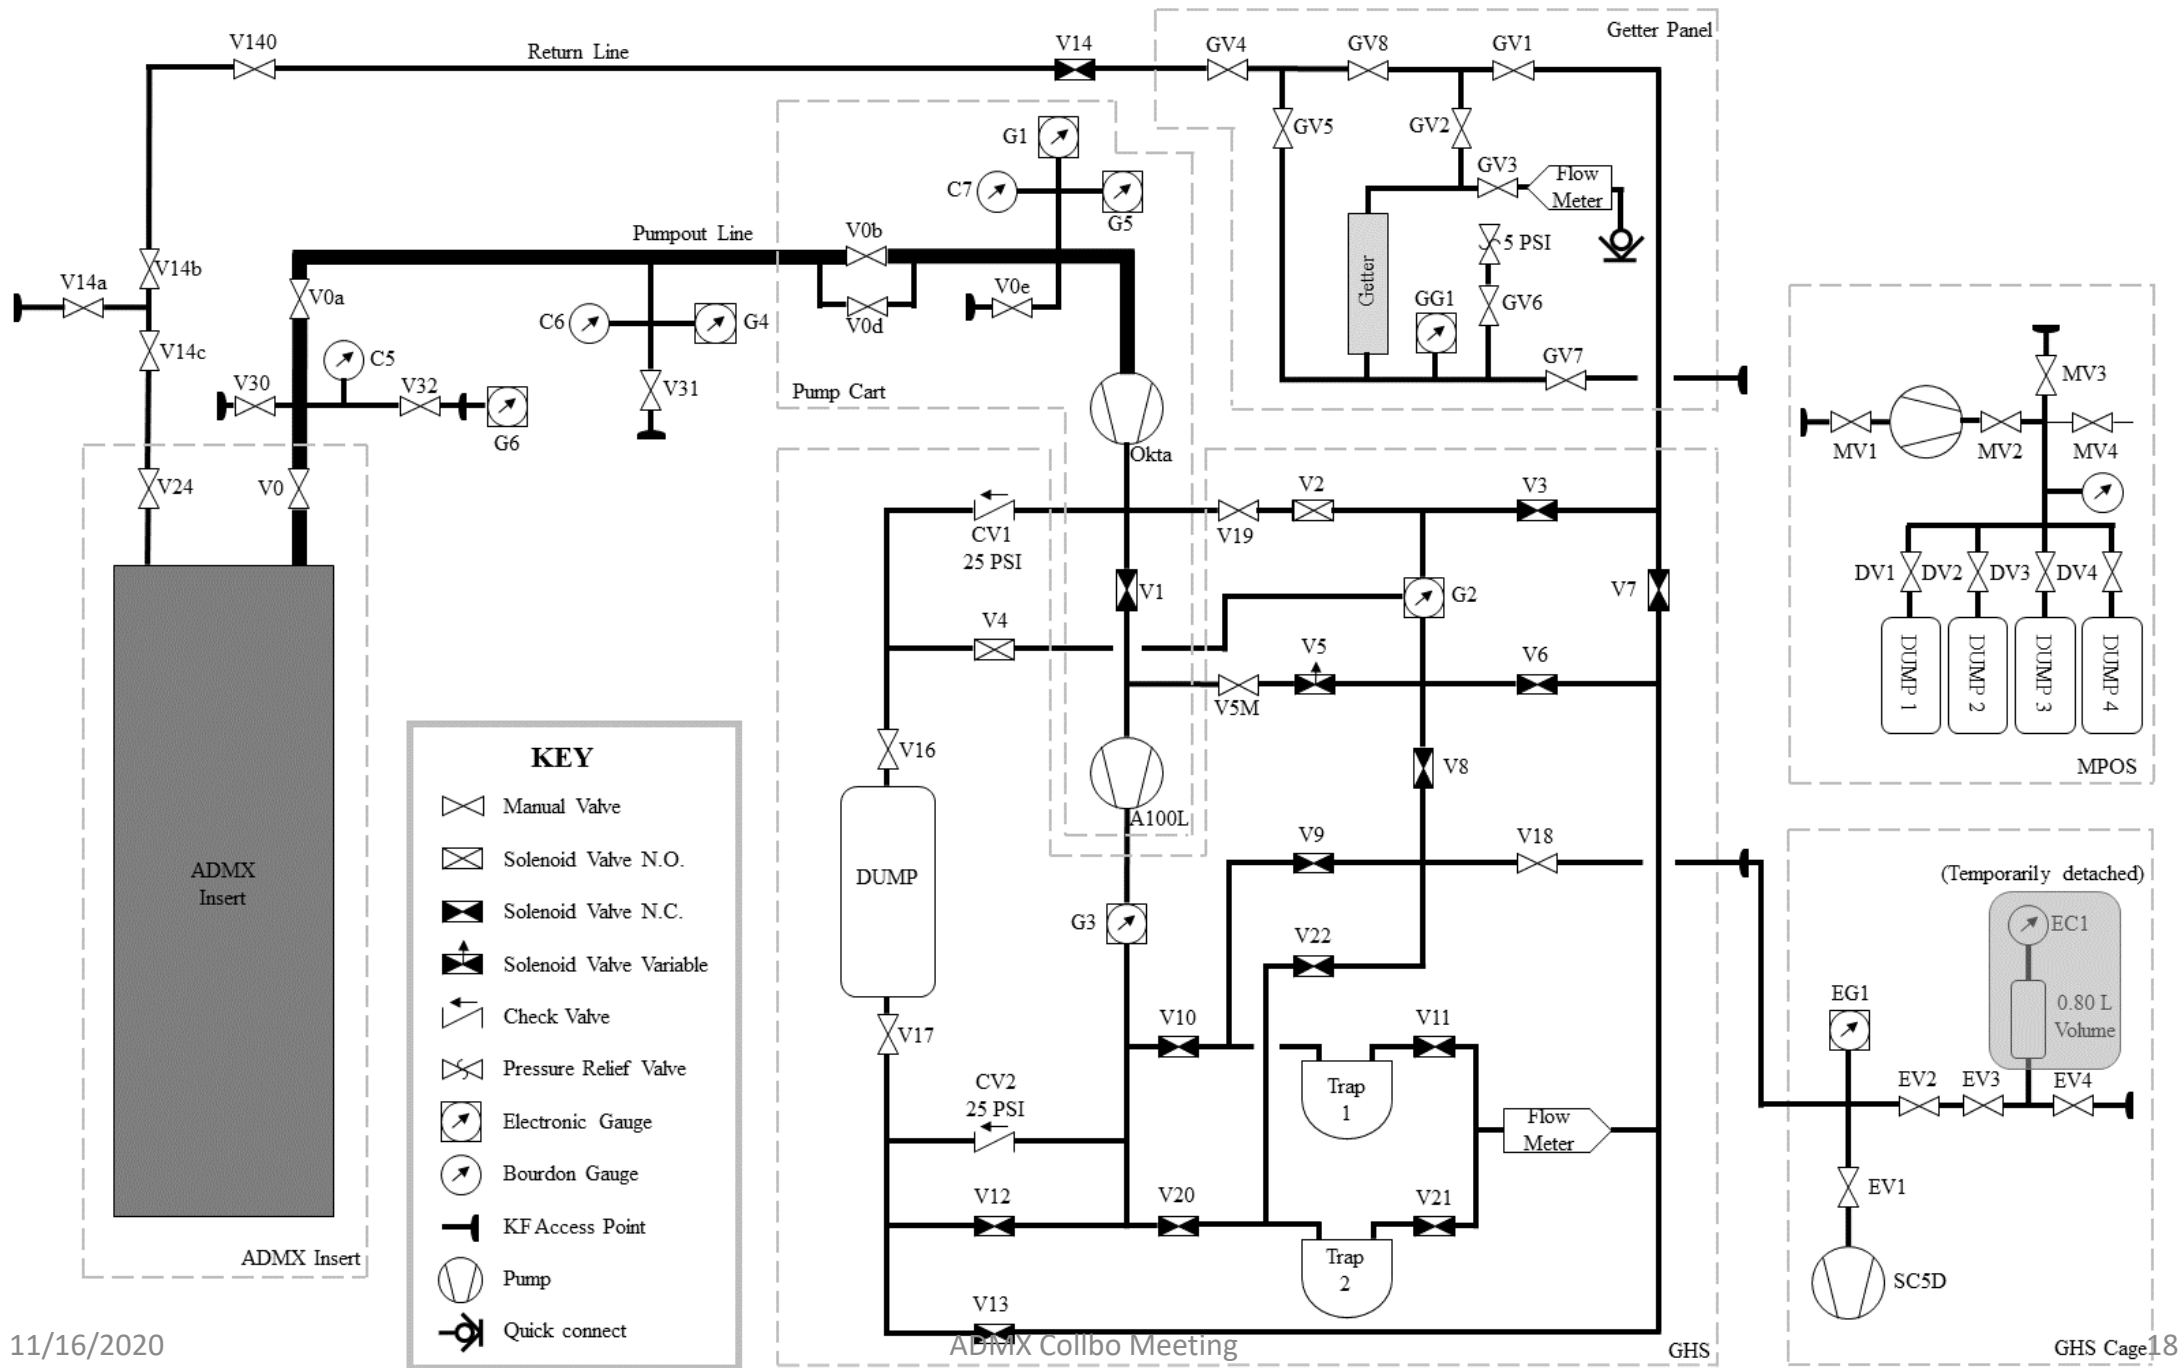 V140
Return Line
V14
GV4
GV8
GV1
Getter Panel
G1
GV5
GV2
C7
G5
GV3
Flow
Meter
Pumpout Line
V0b
5 PSI
V14b
V14a
V0a
V0e
Getter
GG1
GV6
C6
G4
V0d
V14c
C5
GV7
V30
V32
V31
Pump Cart
MV3
G6
Okta
MV1
MV2
MV4
V24
V0
V2
V3
CV1
25 PSI
V19
V1
V7
G2
DV1
DV2
DV3
DV4
V4
V5
V6
DUMP 1
DUMP 2
DUMP 3
DUMP 4
V5M
V16
V8
MPOS
KEY
Manual Valve
Solenoid Valve N.O.
Solenoid Valve N.C.
Solenoid Valve Variable
Check Valve
Pressure Relief Valve
Electronic Gauge
Bourdon Gauge
KF Access Point
Pump
Quick connect
A100L
V9
V18
ADMX
Insert
DUMP
(Temporarily detached)
G3
EC1
V22
EG1
0.80 L
Volume
V17
V10
V11
CV2
25 PSI
Trap
1
EV2
EV3
EV4
Flow
Meter
V12
V20
V21
EV1
ADMX Insert
Trap
2
SC5D
V13
GHS
GHS Cage
11/16/2020
ADMX Collbo Meeting
18